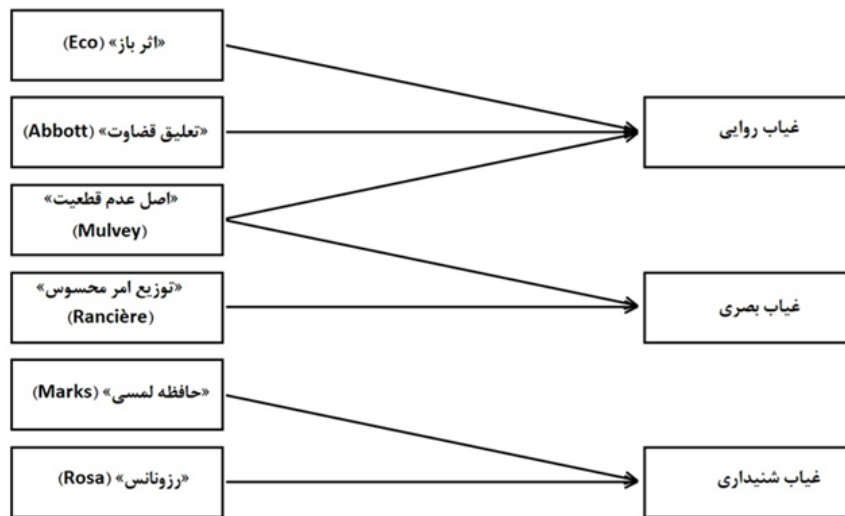 «اثر باز» (Eco)
«تعلیق قضاوت» (Abbott)
«اصل عدم قطعیت»
(Mulvey)
«توزیع امر محسوس»
(Rancière)
«حافظه لمسی» (Marks)
«رزونانس» (Rosa)
غیاب روایی
غیاب بصری
غیاب شنیداری